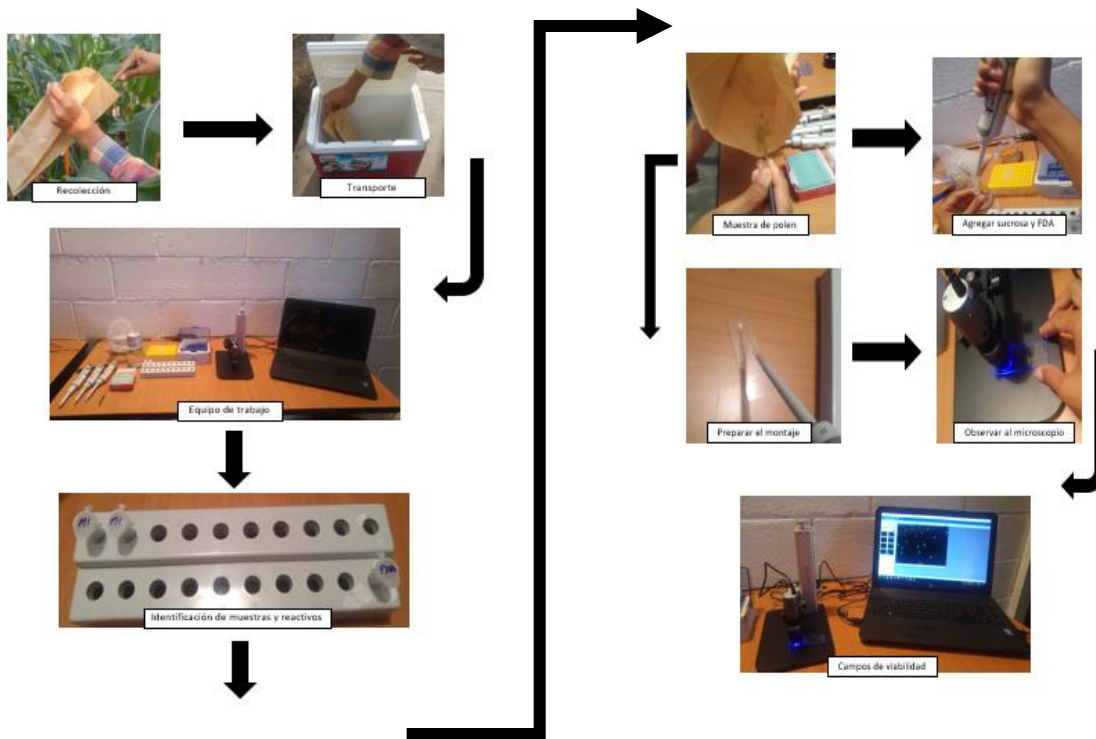 Recolección
Transporte
Equipo de trabajo
Identificación de muestras y reactivos
Muestra de polen
Agregar sucrosa y FDA
Preparar el montaje
Observar al microscopio
Campos de viabilidad